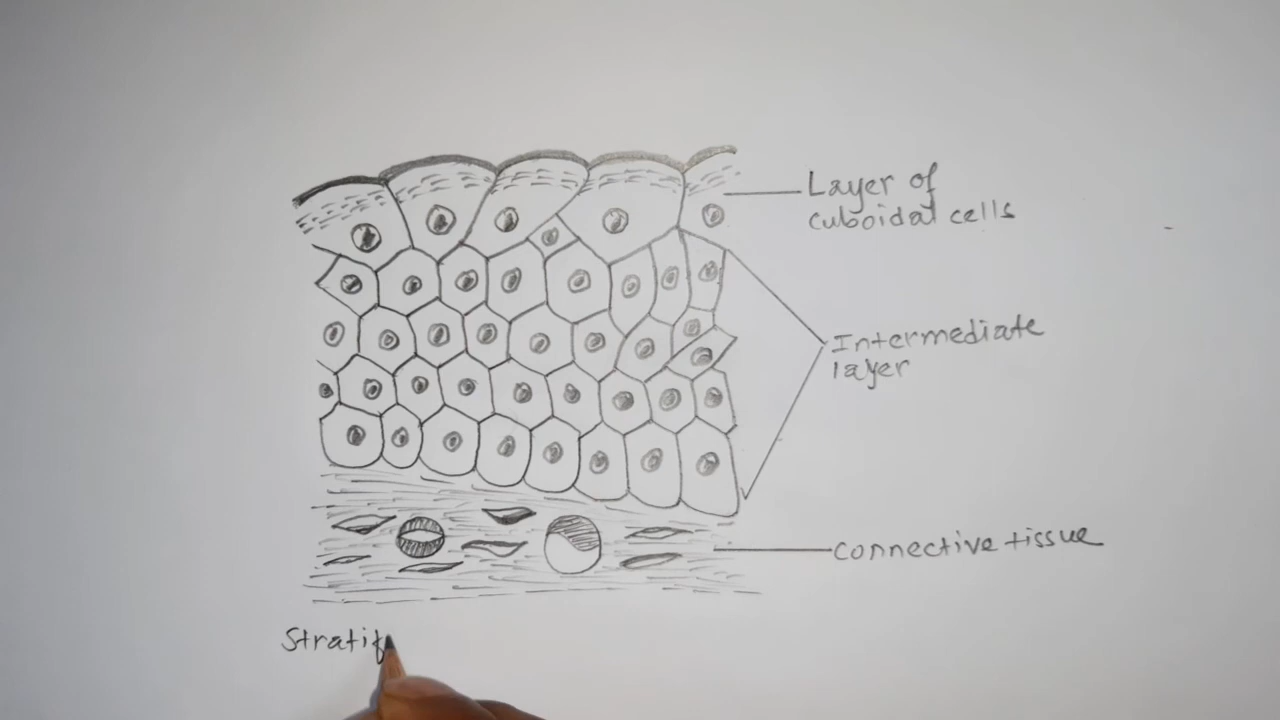 Layer of
cuboidal cells
Intermediate
layer
connective tissue
Stratif